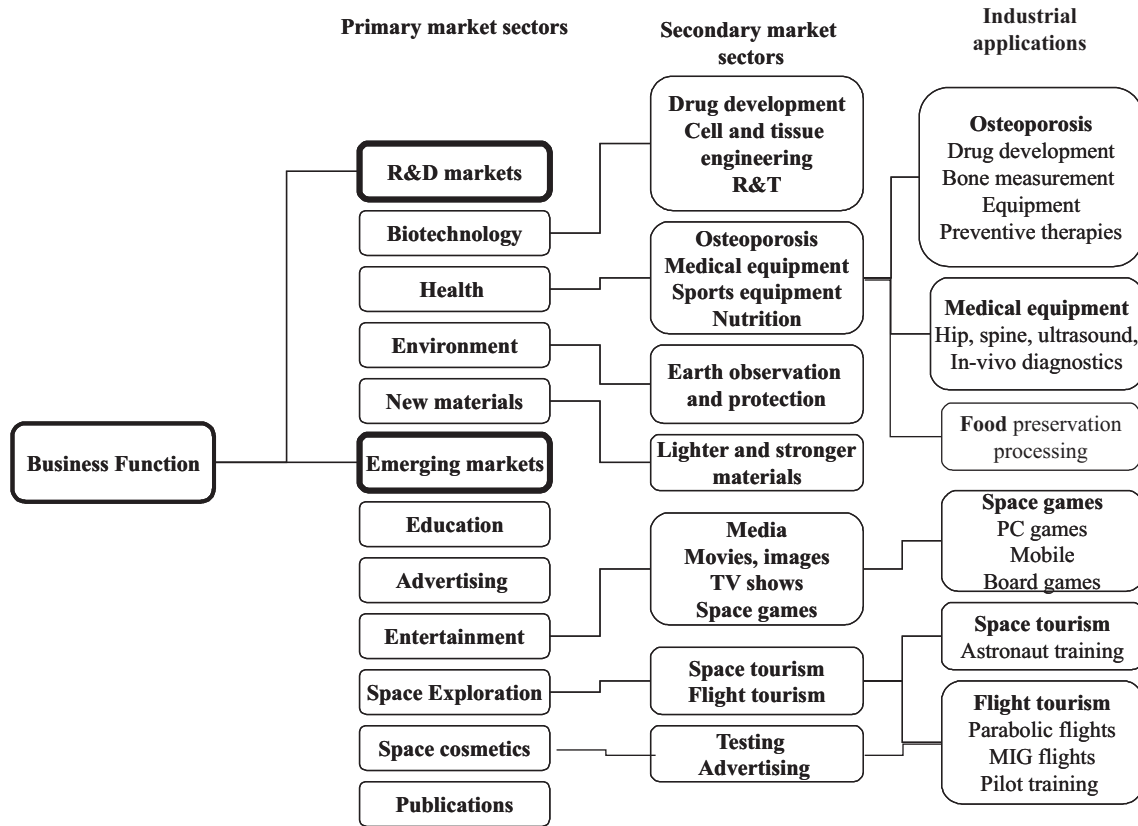 Primary market sectors
Secondary market
sectors
Industrial
applications
Business Function
R&D markets
Biotechnology
Health
Environment
New materials
Emerging markets
Education
Advertising
Entertainment
Space Exploration
Space cosmetics
Publications
Drug development
Cell and tissue
engineering
R&T
Osteoporosis
Medical equipment
Sports equipment
Nutrition
Earth observation
and protection
Lighter and stronger
materials
Media
Movies, images
TV shows
Space games
Space tourism
Flight tourism
Testing
Advertising
Osteoporosis
Drug development
Bone measurement
Equipment
Preventive therapies
Medical equipment
Hip, spine, ultrasound,
In-vivo diagnostics
Food preservation
processing
Space games
PC games
Mobile
Board games
Space tourism
Astronaut training
Flight tourism
Parabolic flights
MIG flights
Pilot training